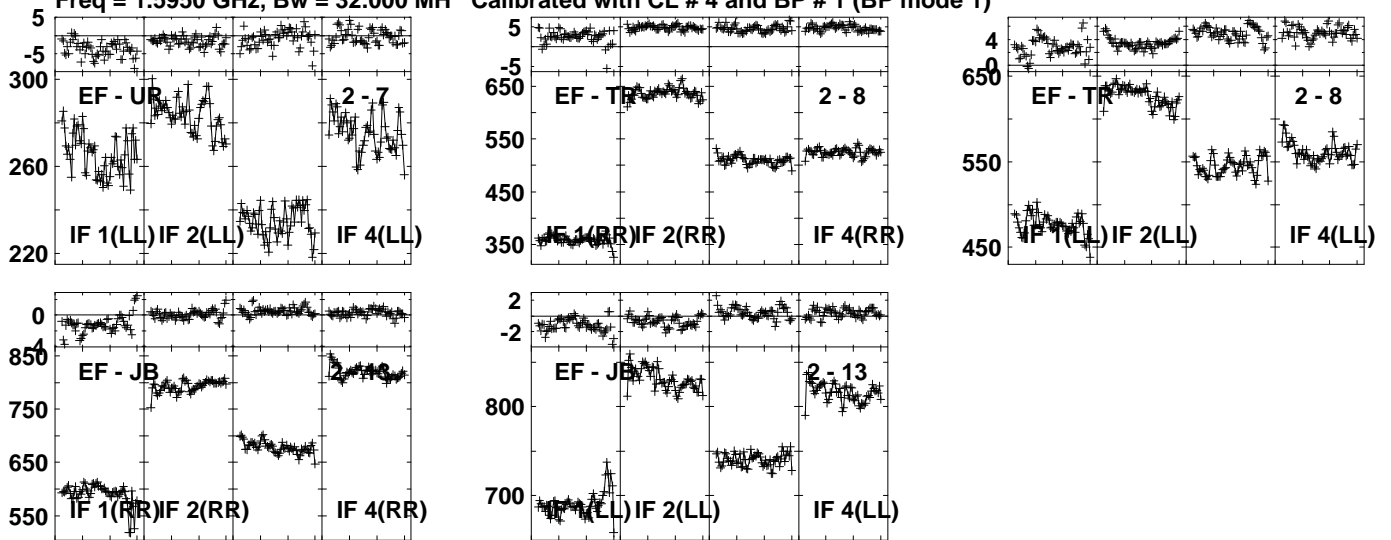 Freq = 1.5950 GHz, Bw = 32.000 MH Calibrated with CL # 4 and BP # 1 (BP mode 1)
5
-5
300
260
220
EF - UR 2 - 7
IF 1(LL) IF 2(LL) IF 4(LL)
5
-5
650
550
450
350
EF - TR 2 - 8
IF 1(RR) IF 2(RR) IF 4(RR)
4
0
650
550
450
EF - TR 2 - 8
IF 1(LL) IF 2(LL) IF 4(LL)
0
-4
850
750
650
550
EF - JB 2 - 13
IF 1(RR) IF 2(RR) IF 4(RR)
2
-2
800
700
EF - JB 2 - 13
IF 1(LL) IF 2(LL) IF 4(LL)